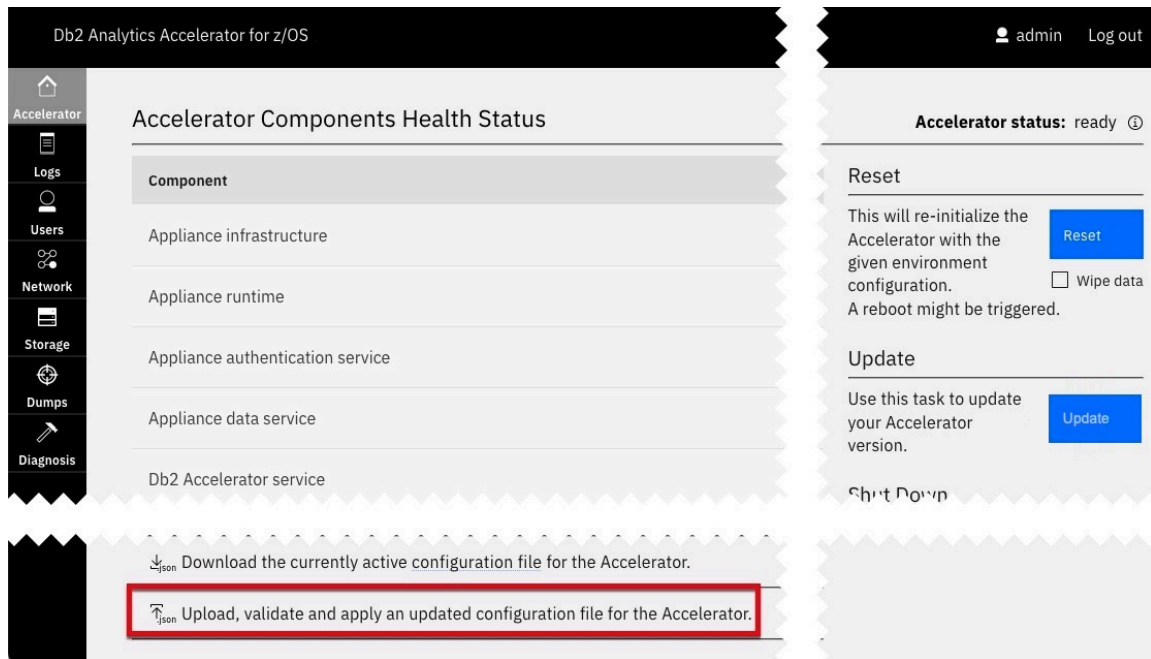 Db2 Analytics Accelerator for z/OS
admin Log out
Accelerator
Logs
Users
Network
Storage
Dumps
Diagnosis
Accelerator Components Health Status
Component
Appliance infrastructure
Appliance runtime
Appliance authentication service
Appliance data service
Db2 Accelerator service
.json Download the currently active configuration file for the Accelerator.
.json Upload, validate and apply an updated configuration file for the Accelerator.
Accelerator status: ready
Reset
This will re-initialize the
Accelerator with the
given environment
configuration.
A reboot might be triggered.
Reset
Wipe data
Update
Use this task to update
your Accelerator
version.
Update
Shut Down